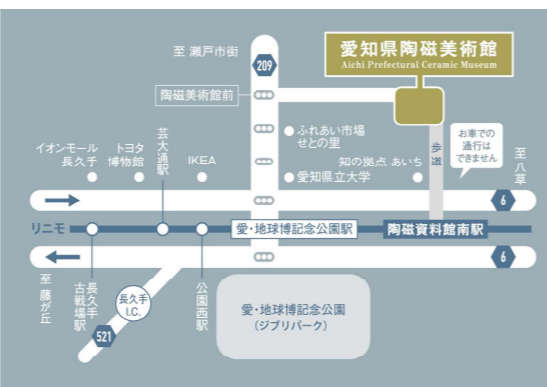 至 瀬戸市街
209
愛知県陶磁美術館
Aichi Prefectural Ceramic Museum
陶磁美術館前
芸大通駅
イオンモール
長久手
トヨタ
博物館
IKEA
ふれあい市場
せとの里
知の拠点 あいち
愛知県立大学
歩道
お車での
通行は
できません
至 八草
6
リニモ
愛・地球博記念公園駅
陶磁資料館南駅
6
至 藤が丘
長久手
古戦場駅
521
長久手
I.C.
公園西駅
愛・地球博記念公園
(ジブリパーク)